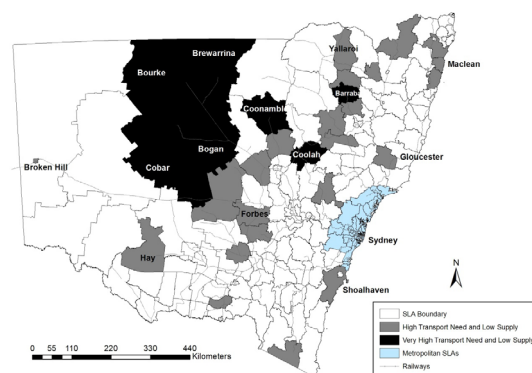 Brewarrina
Yallaroi
Bourke
Maclean
Barraba
Coonamble
Bogan
Coolah
Gloucester
Broken Hill
Cobar
Forbes
Sydney
Hay
N
Shoalhaven
SLA Boundary
High Transport Need and Low Supply
Very High Transport Need and Low Supply
Metropolitan SLAs
Railways
0 55 110 220 330 440
Kilometers